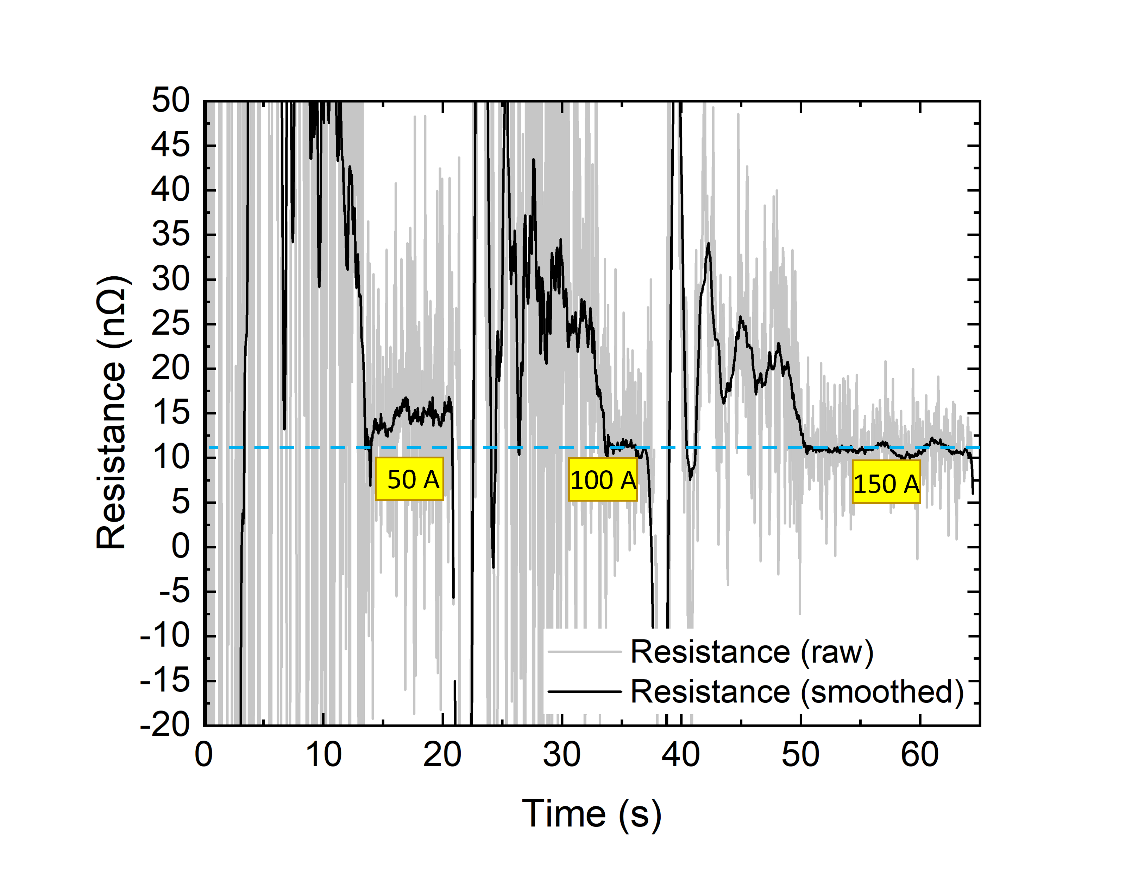 50
45
40
35
30
25
20
15
10
5
0
-5
-10
-15
-20
Resistance (nΩ)
50 A
100 A
150 A
Resistance (raw)
Resistance (smoothed)
0 10 20 30 40 50 60
Time (s)